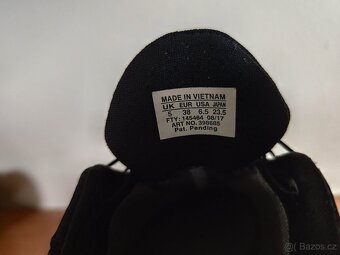 MADE IN VIETNAM
UK EUR USA JAPAN
5 38 6.5 23.5
FTY: 145464 08/17
ART NO. 398685
Pat. Pending
Bazos.cz